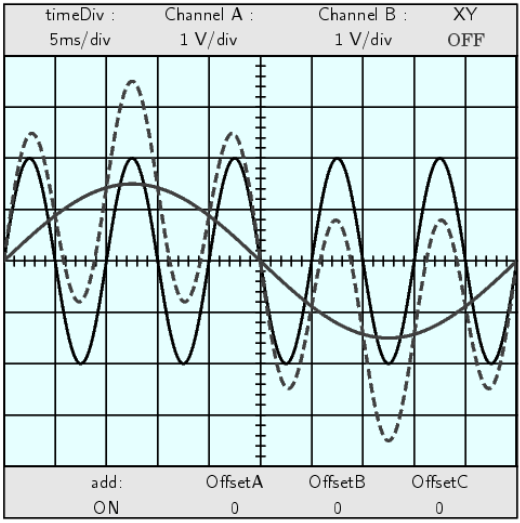 timeDiv : Channel A : Channel B : XY
5ms/div 1 V/div 1 V/div OFF
add: OffsetA OffsetB OffsetC
ON 0 0 0